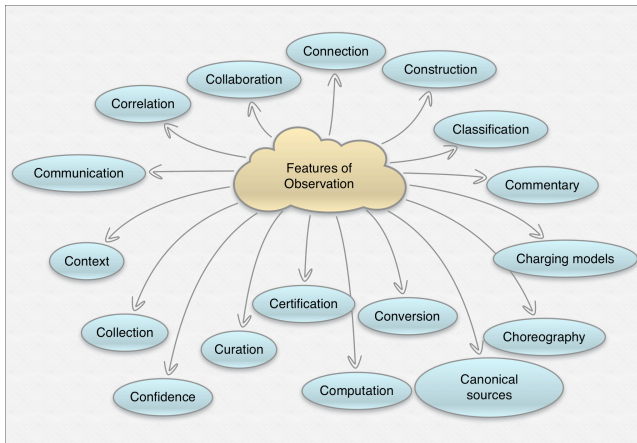 Connection
Construction
Collaboration
Correlation
Classification
Features of
Observation
Communication
Commentary
Context
Charging models
Certification
Conversion
Collection
Choreography
Curation
Confidence
Computation
Canonical
sources